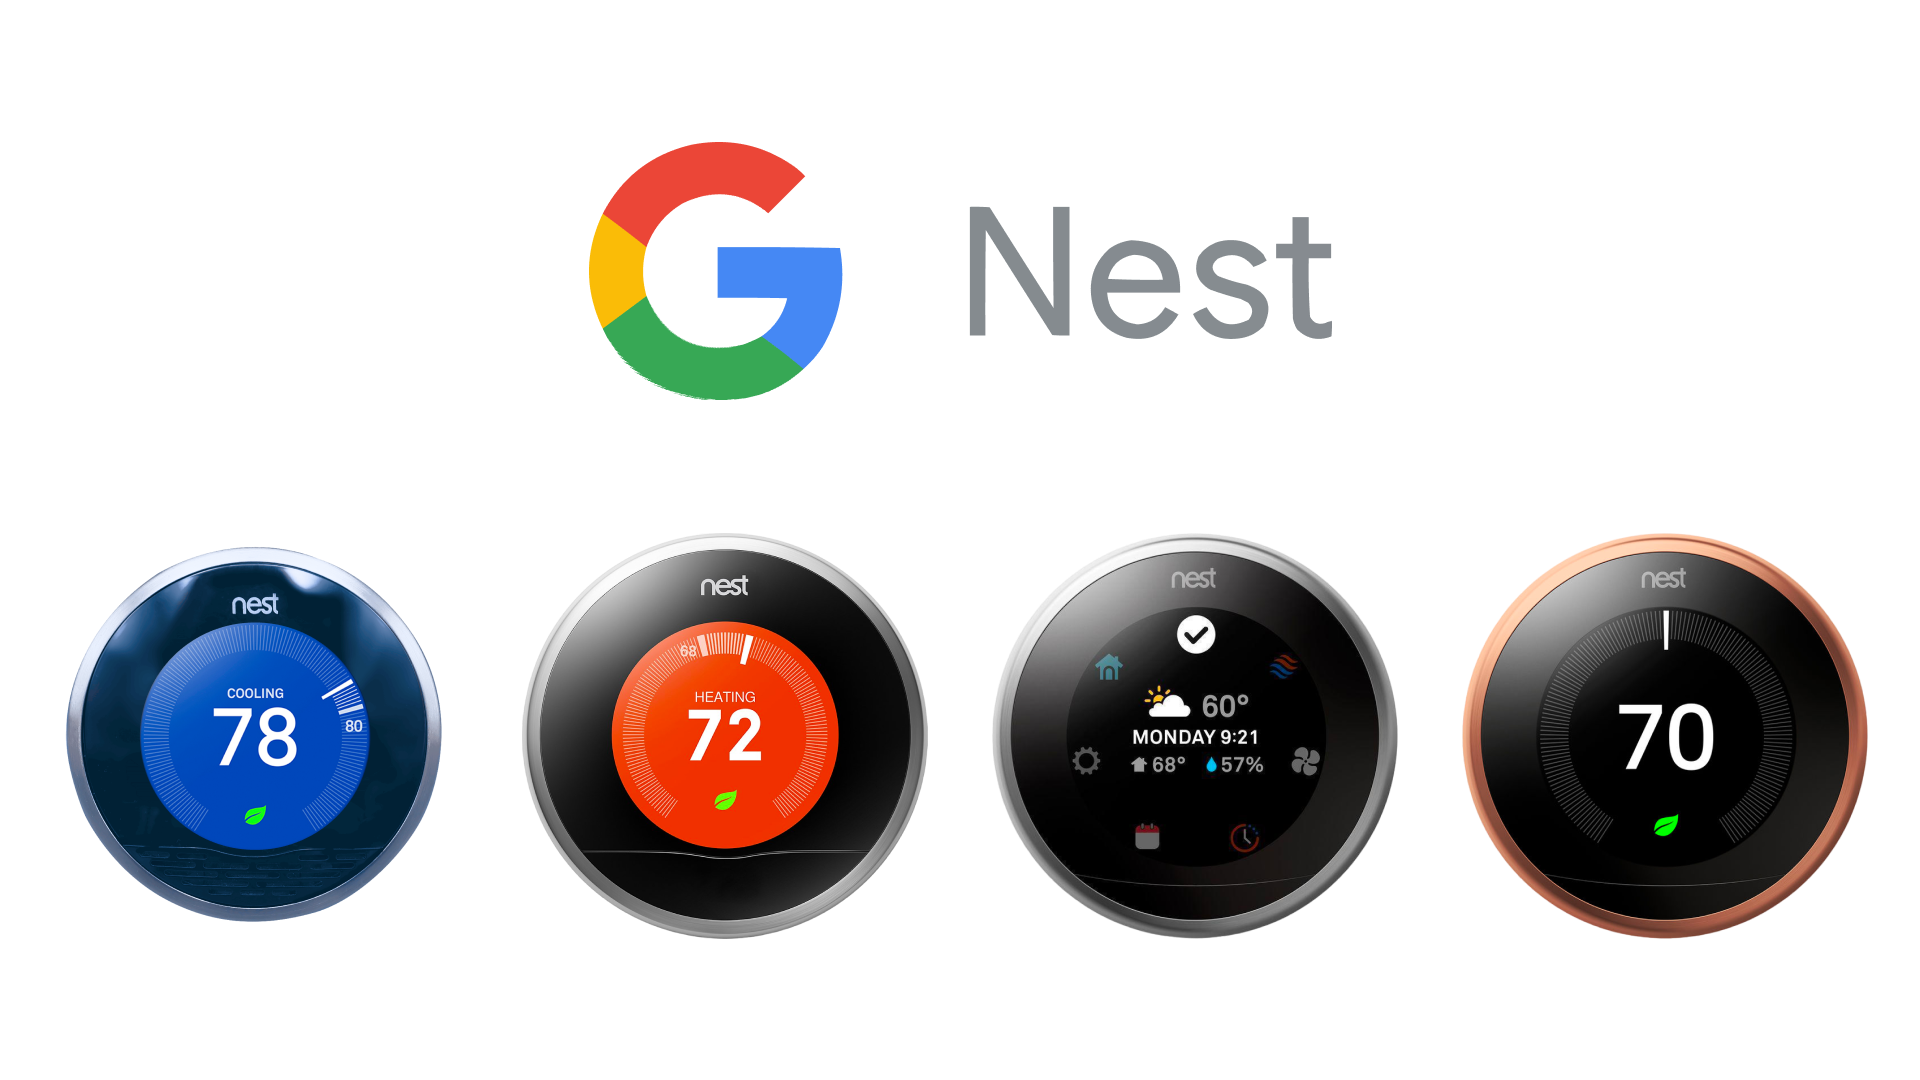 Nest
nest
COOLING
78
80
nest
68
HEATING
72
nest
60°
MONDAY 9:21
68° 57%
nest
70